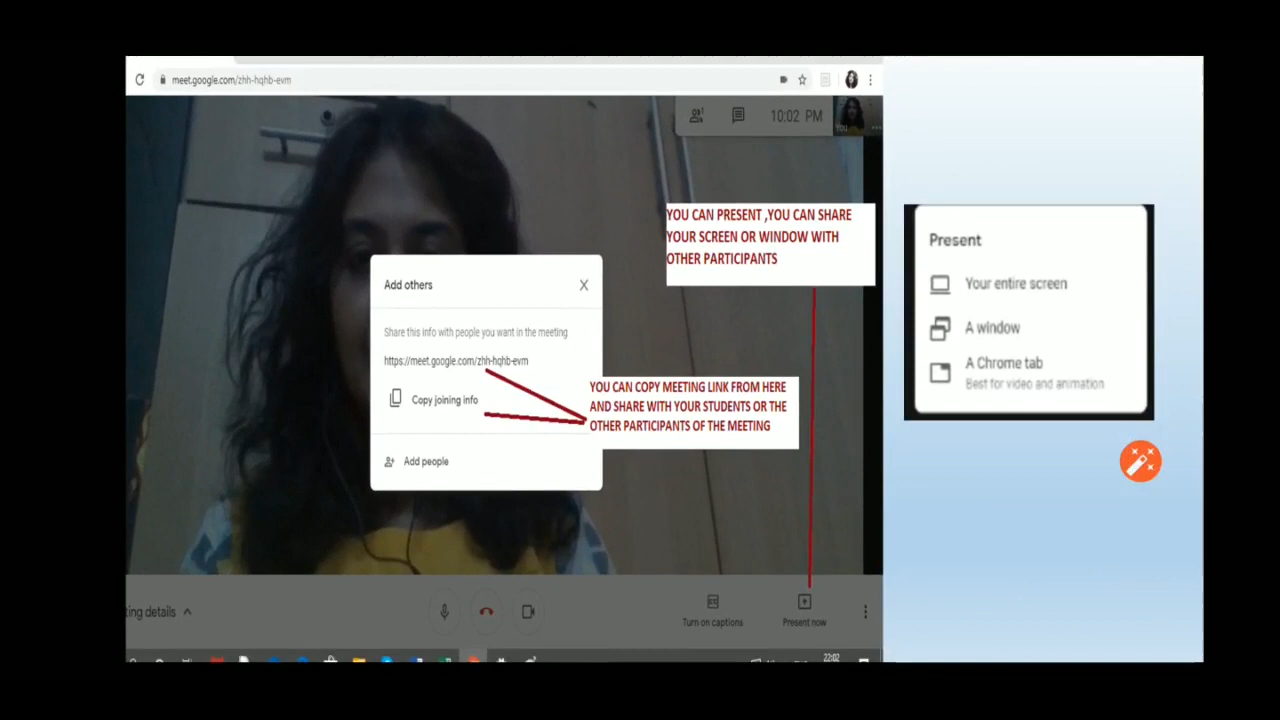 meet.google.com/zhh-hqhb-evm
10:02 PM
YOU
YOU CAN PRESENT ,YOU CAN SHARE
YOUR SCREEN OR WINDOW WITH
OTHER PARTICIPANTS
Add others
Share this info with people you want in the meeting
https://meet.google.com/zhh-hqhb-evm
Copy joining info
Add people
YOU CAN COPY MEETING LINK FROM HERE
AND SHARE WITH YOUR STUDENTS OR THE
OTHER PARTICIPANTS OF THE MEETING
ting details
Turn on captions
Present now
22:02
Present
Your entire screen
A window
A Chrome tab
Best for video and animation